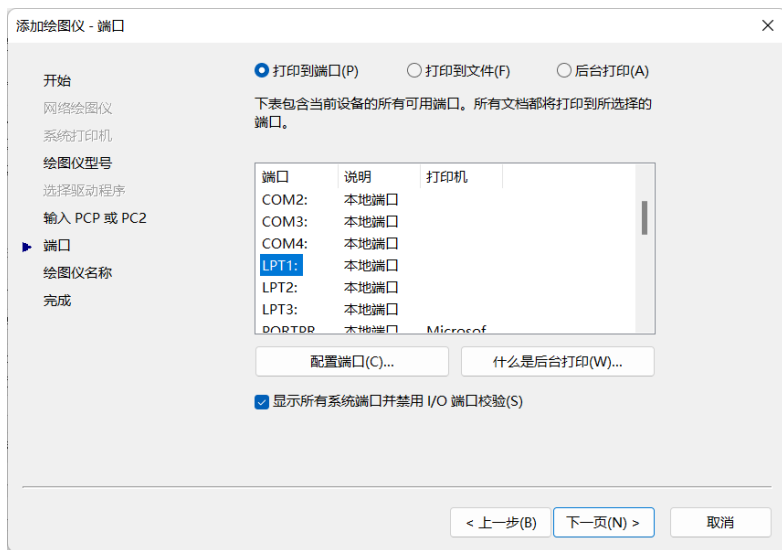 添加绘图仪 - 端口
开始
网络绘图仪
系统打印机
绘图仪型号
选择驱动程序
输入 PCP 或 PC2
端口
绘图仪名称
完成
打印到端口(P) 打印到文件(F) 后台打印(A)
下表包含当前设备的所有可用端口。所有文档都将打印到所选择的
端口。
端口 说明 打印机
COM2: 本地端口
COM3: 本地端口
COM4: 本地端口
LPT1: 本地端口
LPT2: 本地端口
LPT3: 本地端口
PORTPR 本地端口 Microsof
配置端口(C)... 什么是后台打印(W)...
显示所有系统端口并禁用 I/O 端口校验(S)
< 上一步(B) 下一页(N) > 取消